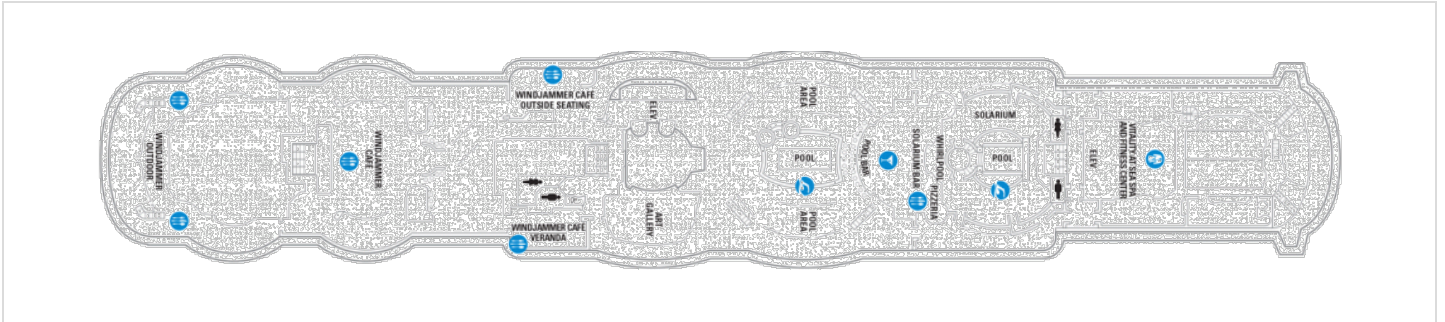 WINDJAMMER
OUTDOOR
WINDJAMMER
CAFE
WINDJAMMER CAFE
OUTSIDE SEATING
WINDJAMMER CAFE
VERANDA
ELEV
ART
GALLERY
POOL
AREA
POOL
POOL
AREA
POOL BAR
SOLARIUM BAR
WHIRLPOOL PIZZERIA
SOLARIUM
POOL
ELEV
VITALITY AT SEA SPA
AND FITNESS CENTER